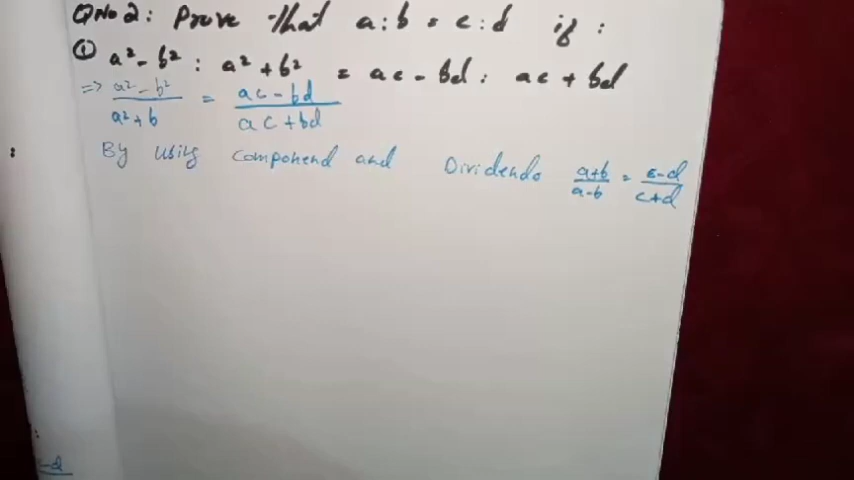 QNo 2: Prove that a:b = c:d if :
① a² - b² : a² + b² = ac - bd : ac + bd
=> a² - b² / a² + b = ac - bd / ac + bd
By using componend and Dividendo a+b / a-b = c-d / c+d
c-d